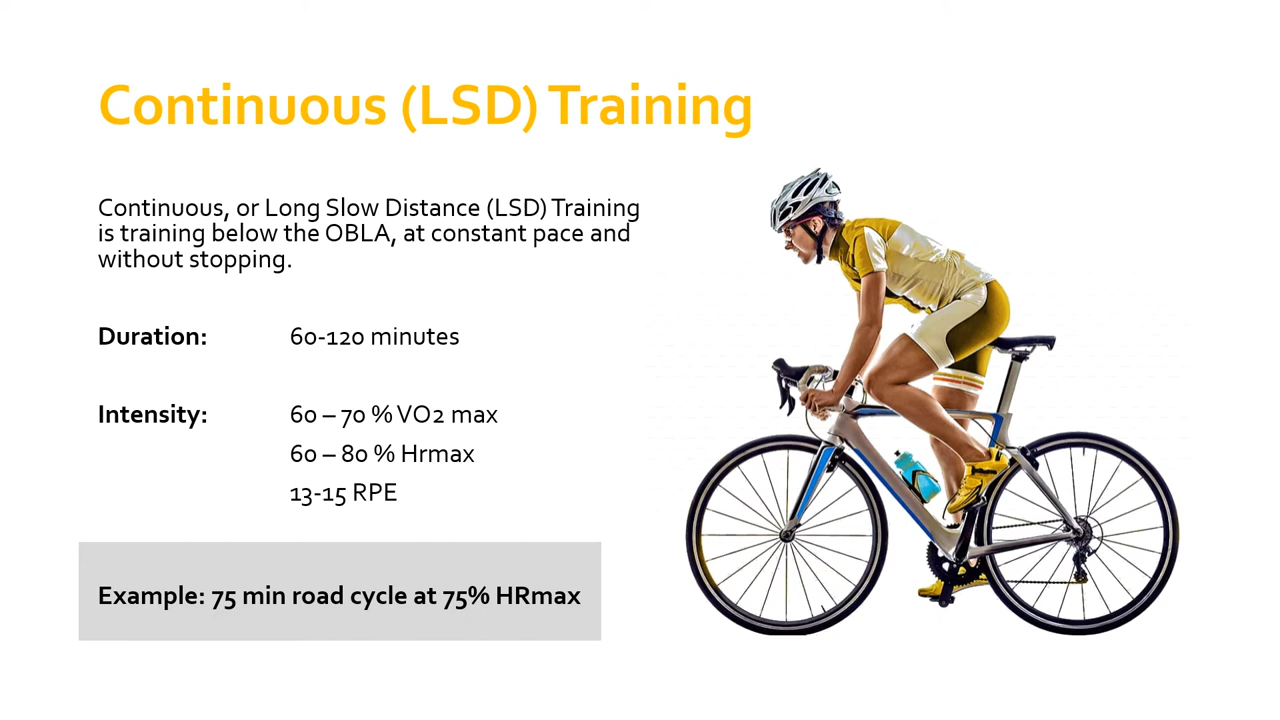 Continuous (LSD) Training
Continuous, or Long Slow Distance (LSD) Training
is training below the OBLA, at constant pace and
without stopping.
Duration: 60-120 minutes
Intensity: 60 – 70 % VO2 max
60 – 80 % Hrmax
13-15 RPE
Example: 75 min road cycle at 75% HRmax